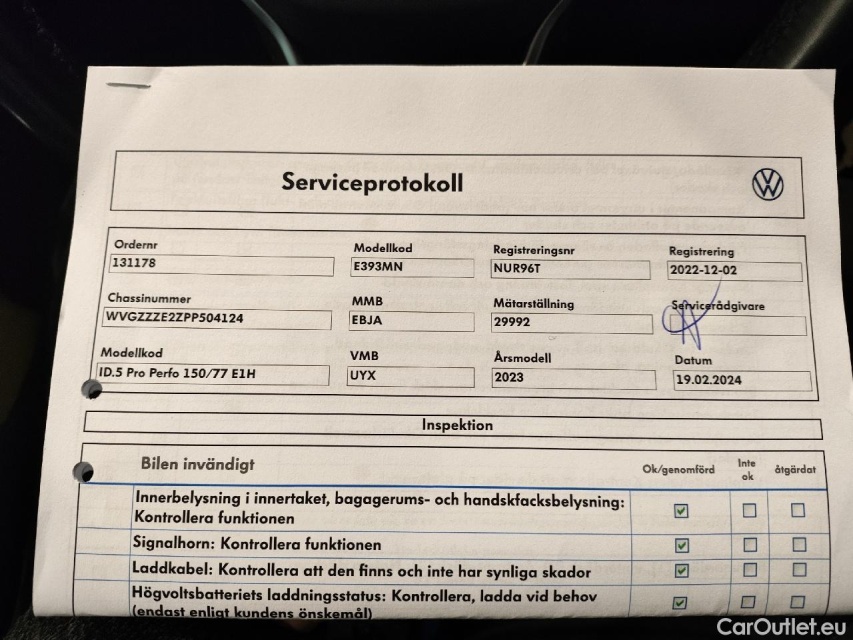 Serviceprotokoll
Ordernr Modellkod Registreringsnr Registrering
131178 E393MN NUR96T 2022-12-02
Chassinummer MMB Mätarställning Servicerådgivare
WVGZZZE2ZPP504124 EBJA 29992
Modellkod VMB Årsmodell Datum
ID.5 Pro Perfo 150/77 E1H UYX 2023 19.02.2024
Inspektion
Bilen invändigt Ok/genomförd Inte ok åtgärdat
Innerbelysning i innertaket, bagagerums- och handskfacksbelysning:
Kontrollera funktionen
Signalhorn: Kontrollera funktionen
Laddkabel: Kontrollera att den finns och inte har synliga skador
Högvoltsbatteriets laddningsstatus: Kontrollera, ladda vid behov
(endast enligt kundens önskemål)
CarOutlet.eu